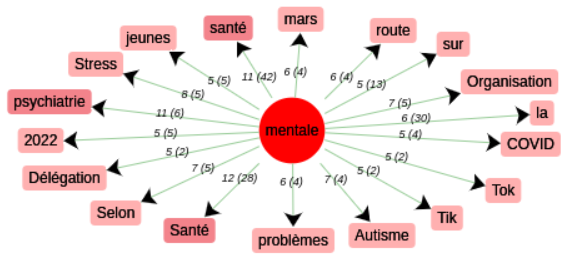 mars
santé
route
jeunes
sur
11 (42)
6 (4)
6 (4)
Stress
5 (5)
5 (13)
Organisation
6 (5)
psychiatrie
7 (5)
11 (6)
6 (30)
la
2022
5 (5)
mentale
5 (4)
COVID
5 (2)
5 (2)
Délégation
7 (5)
5 (2)
Tok
12 (28)
6 (4)
7 (4)
Selon
Tik
Santé
problèmes
Autisme